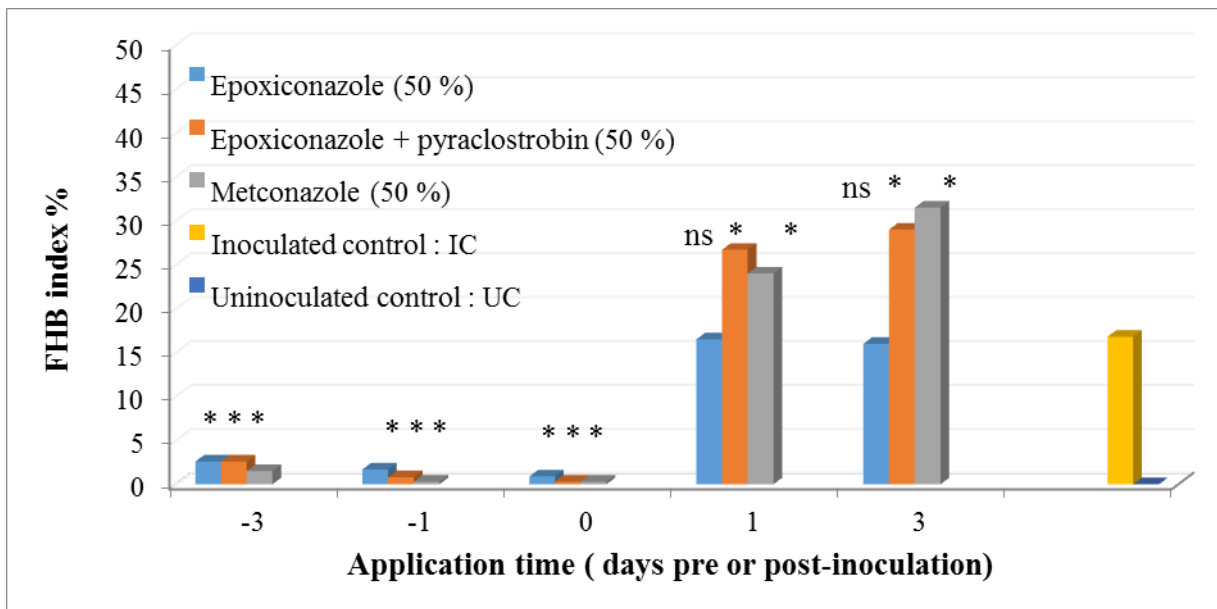 FHB index %
50
45
40
35
30
25
20
15
10
5
0
Epoxiconazole (50 %)
Epoxiconazole + pyraclostrobin (50 %)
Metconazole (50 %)
Inoculated control : IC
Uninoculated control : UC
* * *
* * *
* * *
ns * *
ns * *
-3 -1 0 1 3
Application time ( days pre or post-inoculation)